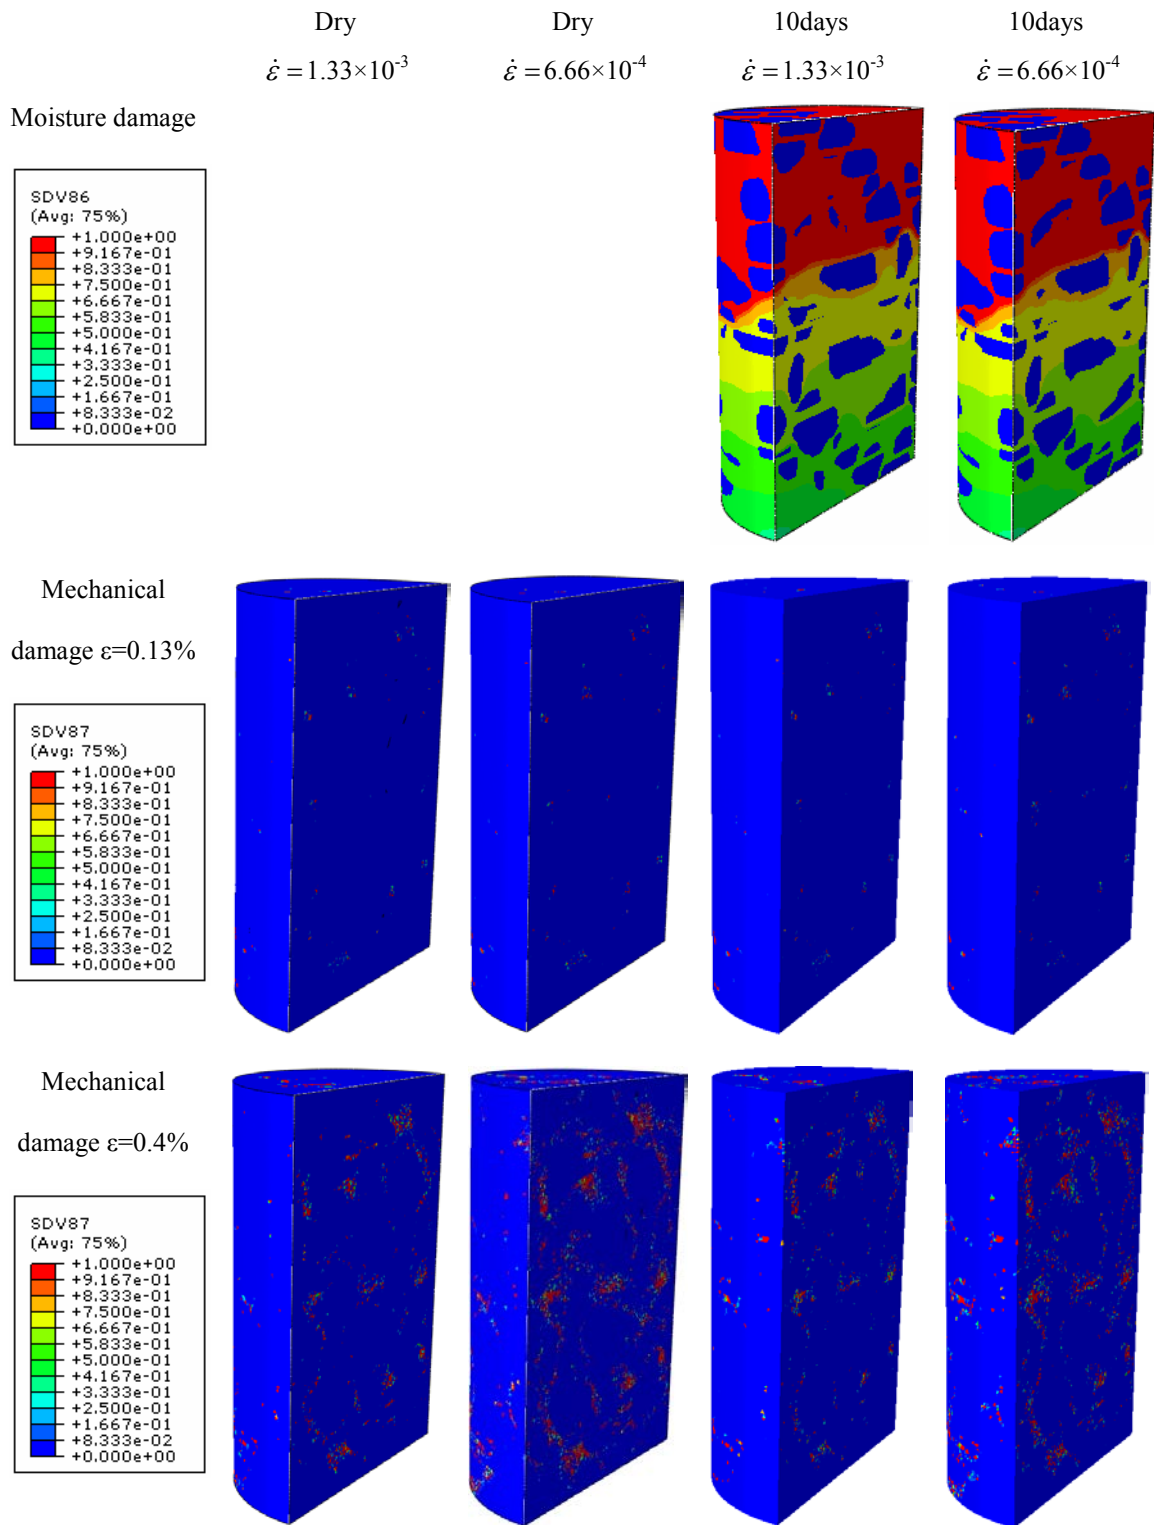 Dry Dry 10days 10days
ε̇ = 1.33×10⁻³ ε̇ = 6.66×10⁻⁴ ε̇ = 1.33×10⁻³ ε̇ = 6.66×10⁻⁴
Moisture damage
SDV86
(Avg: 75%)
+1.000e+00
+9.167e-01
+8.333e-01
+7.500e-01
+6.667e-01
+5.833e-01
+5.000e-01
+4.167e-01
+3.333e-01
+2.500e-01
+1.667e-01
+8.333e-02
+0.000e+00
Mechanical
damage ε=0.13%
SDV87
(Avg: 75%)
+1.000e+00
+9.167e-01
+8.333e-01
+7.500e-01
+6.667e-01
+5.833e-01
+5.000e-01
+4.167e-01
+3.333e-01
+2.500e-01
+1.667e-01
+8.333e-02
+0.000e+00
Mechanical
damage ε=0.4%
SDV87
(Avg: 75%)
+1.000e+00
+9.167e-01
+8.333e-01
+7.500e-01
+6.667e-01
+5.833e-01
+5.000e-01
+4.167e-01
+3.333e-01
+2.500e-01
+1.667e-01
+8.333e-02
+0.000e+00